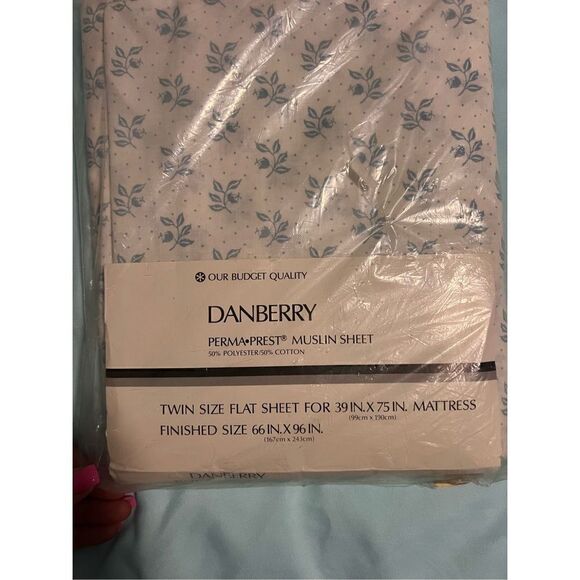 OUR BUDGET QUALITY
DANBERRY
PERMA•PREST® MUSLIN SHEET
50% POLYESTER/50% COTTON
TWIN SIZE FLAT SHEET FOR 39 IN. X 75 IN. MATTRESS
(99cm x 190cm)
FINISHED SIZE 66 IN. X 96 IN.
(167cm x 243cm)
DANBERRY